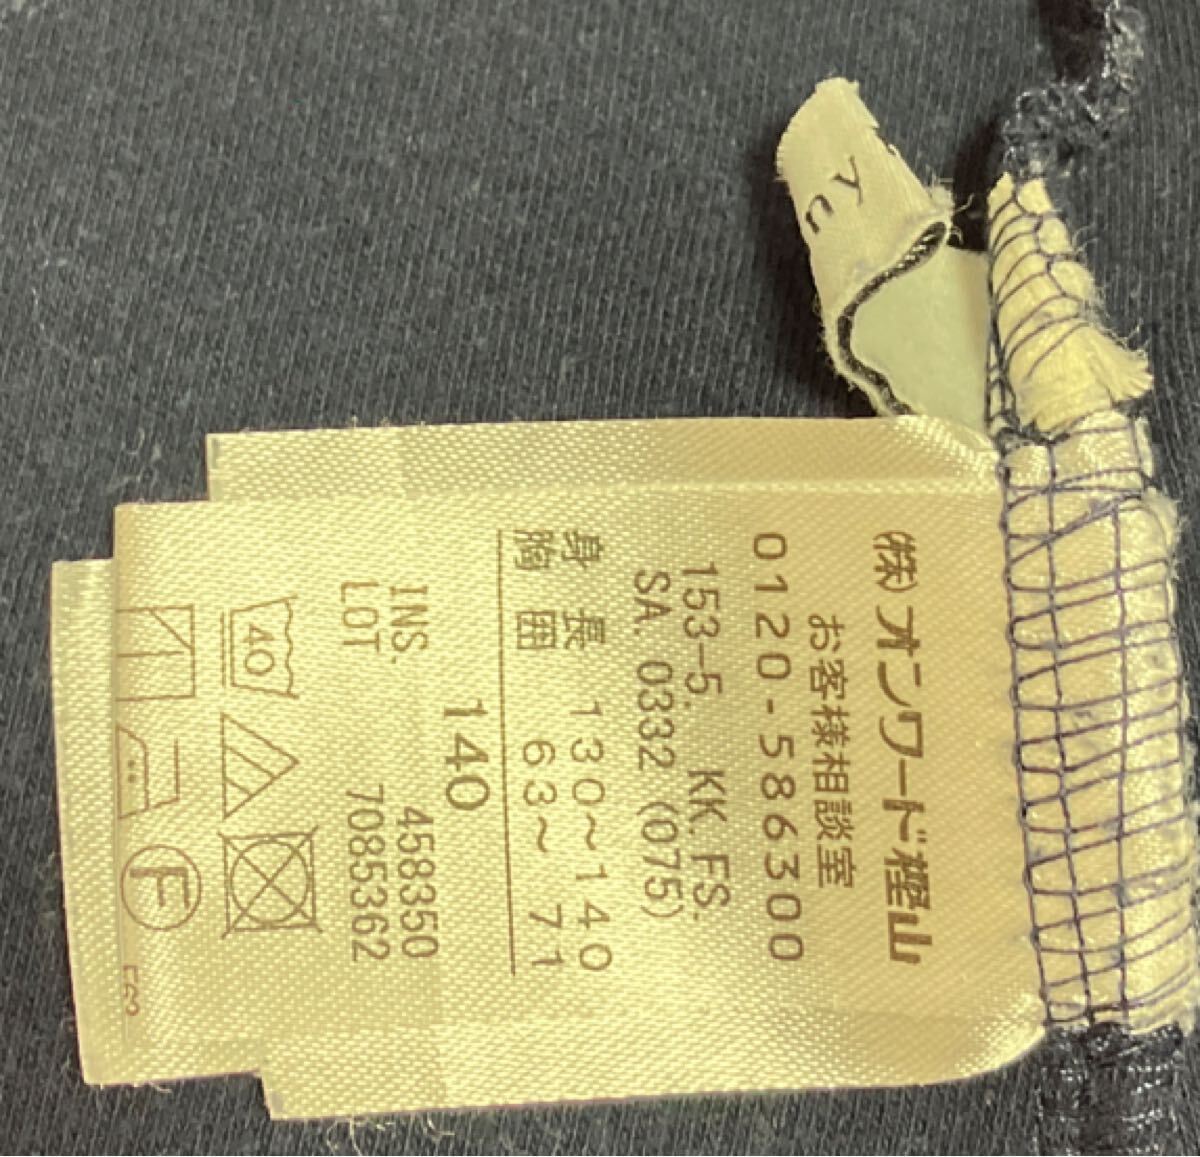 ㈱オンワード樫山
お客様相談室
0120-586300
153-5. KK. FS.
SA. 0332 (075)
身長 130～140
胸囲 63～ 71
140
INS. 458350
LOT 7085362
40
F